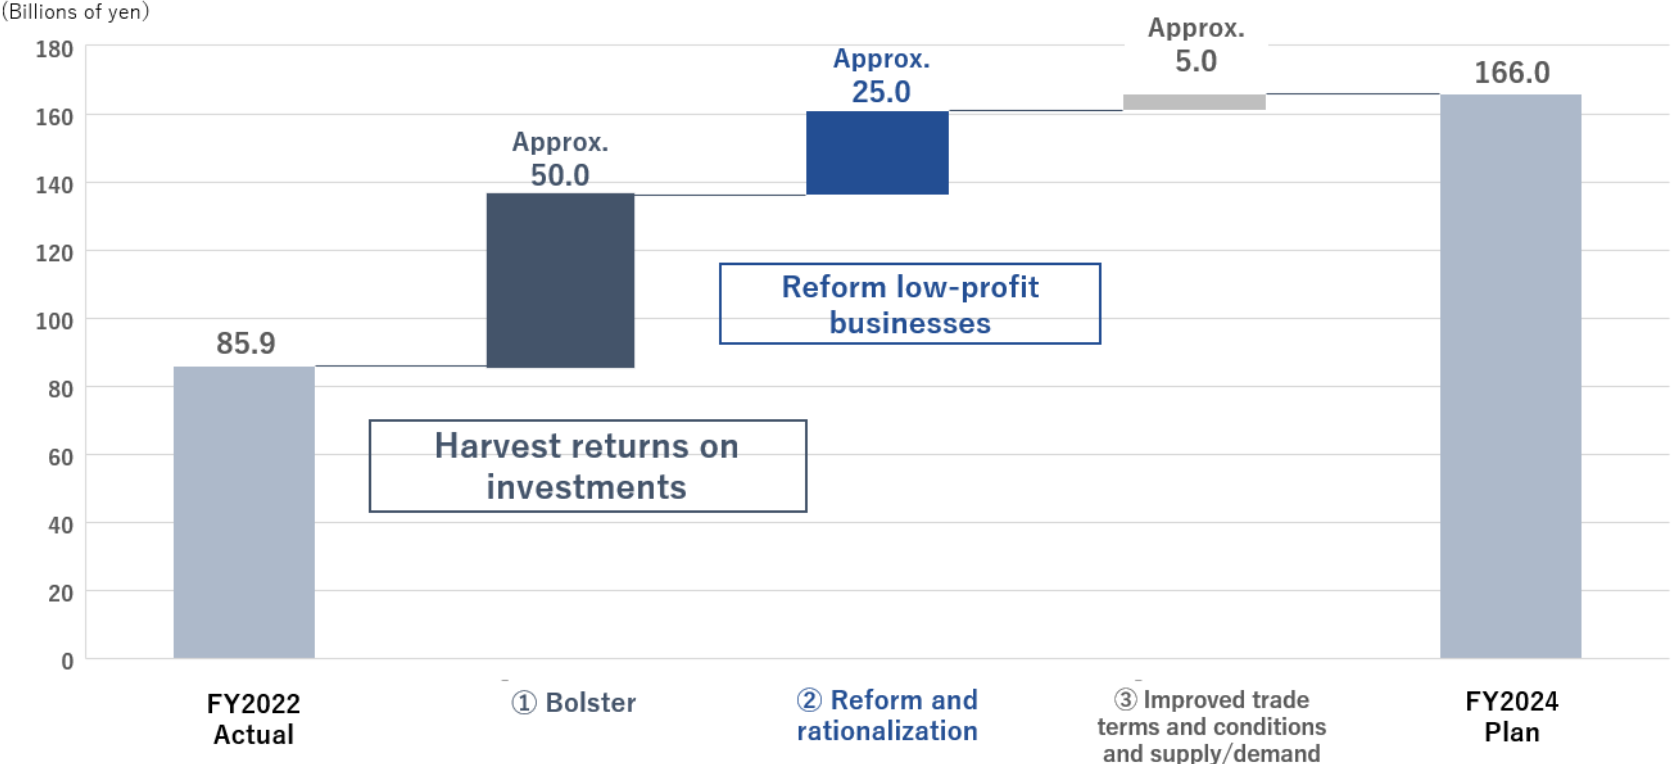 (Billions of yen)
180
160
140
120
100
80
60
40
20
0
85.9
Approx.
50.0
Approx.
25.0
Approx.
5.0
166.0
Reform low-profit
businesses
Harvest returns on
investments
FY2022
Actual
① Bolster
② Reform and
rationalization
③ Improved trade
terms and conditions
and supply/demand
FY2024
Plan